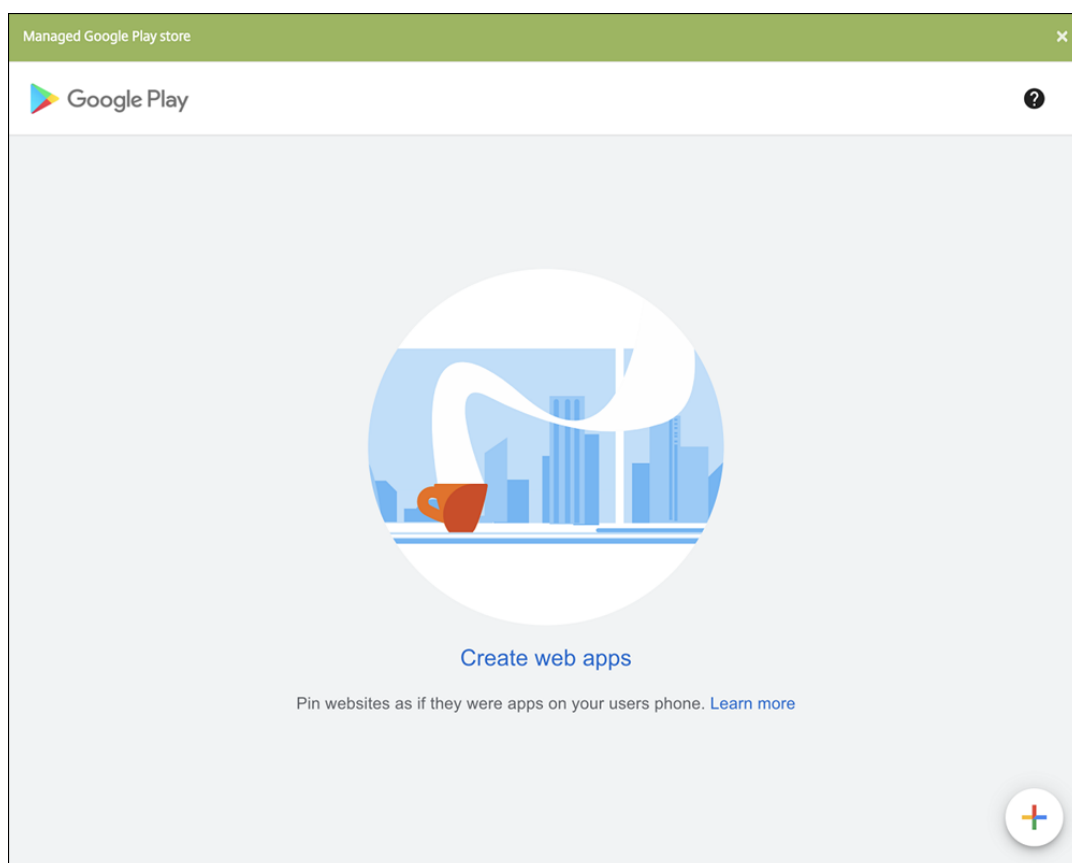 Managed Google Play store
Google Play
Create web apps
Pin websites as if they were apps on your users phone. Learn more